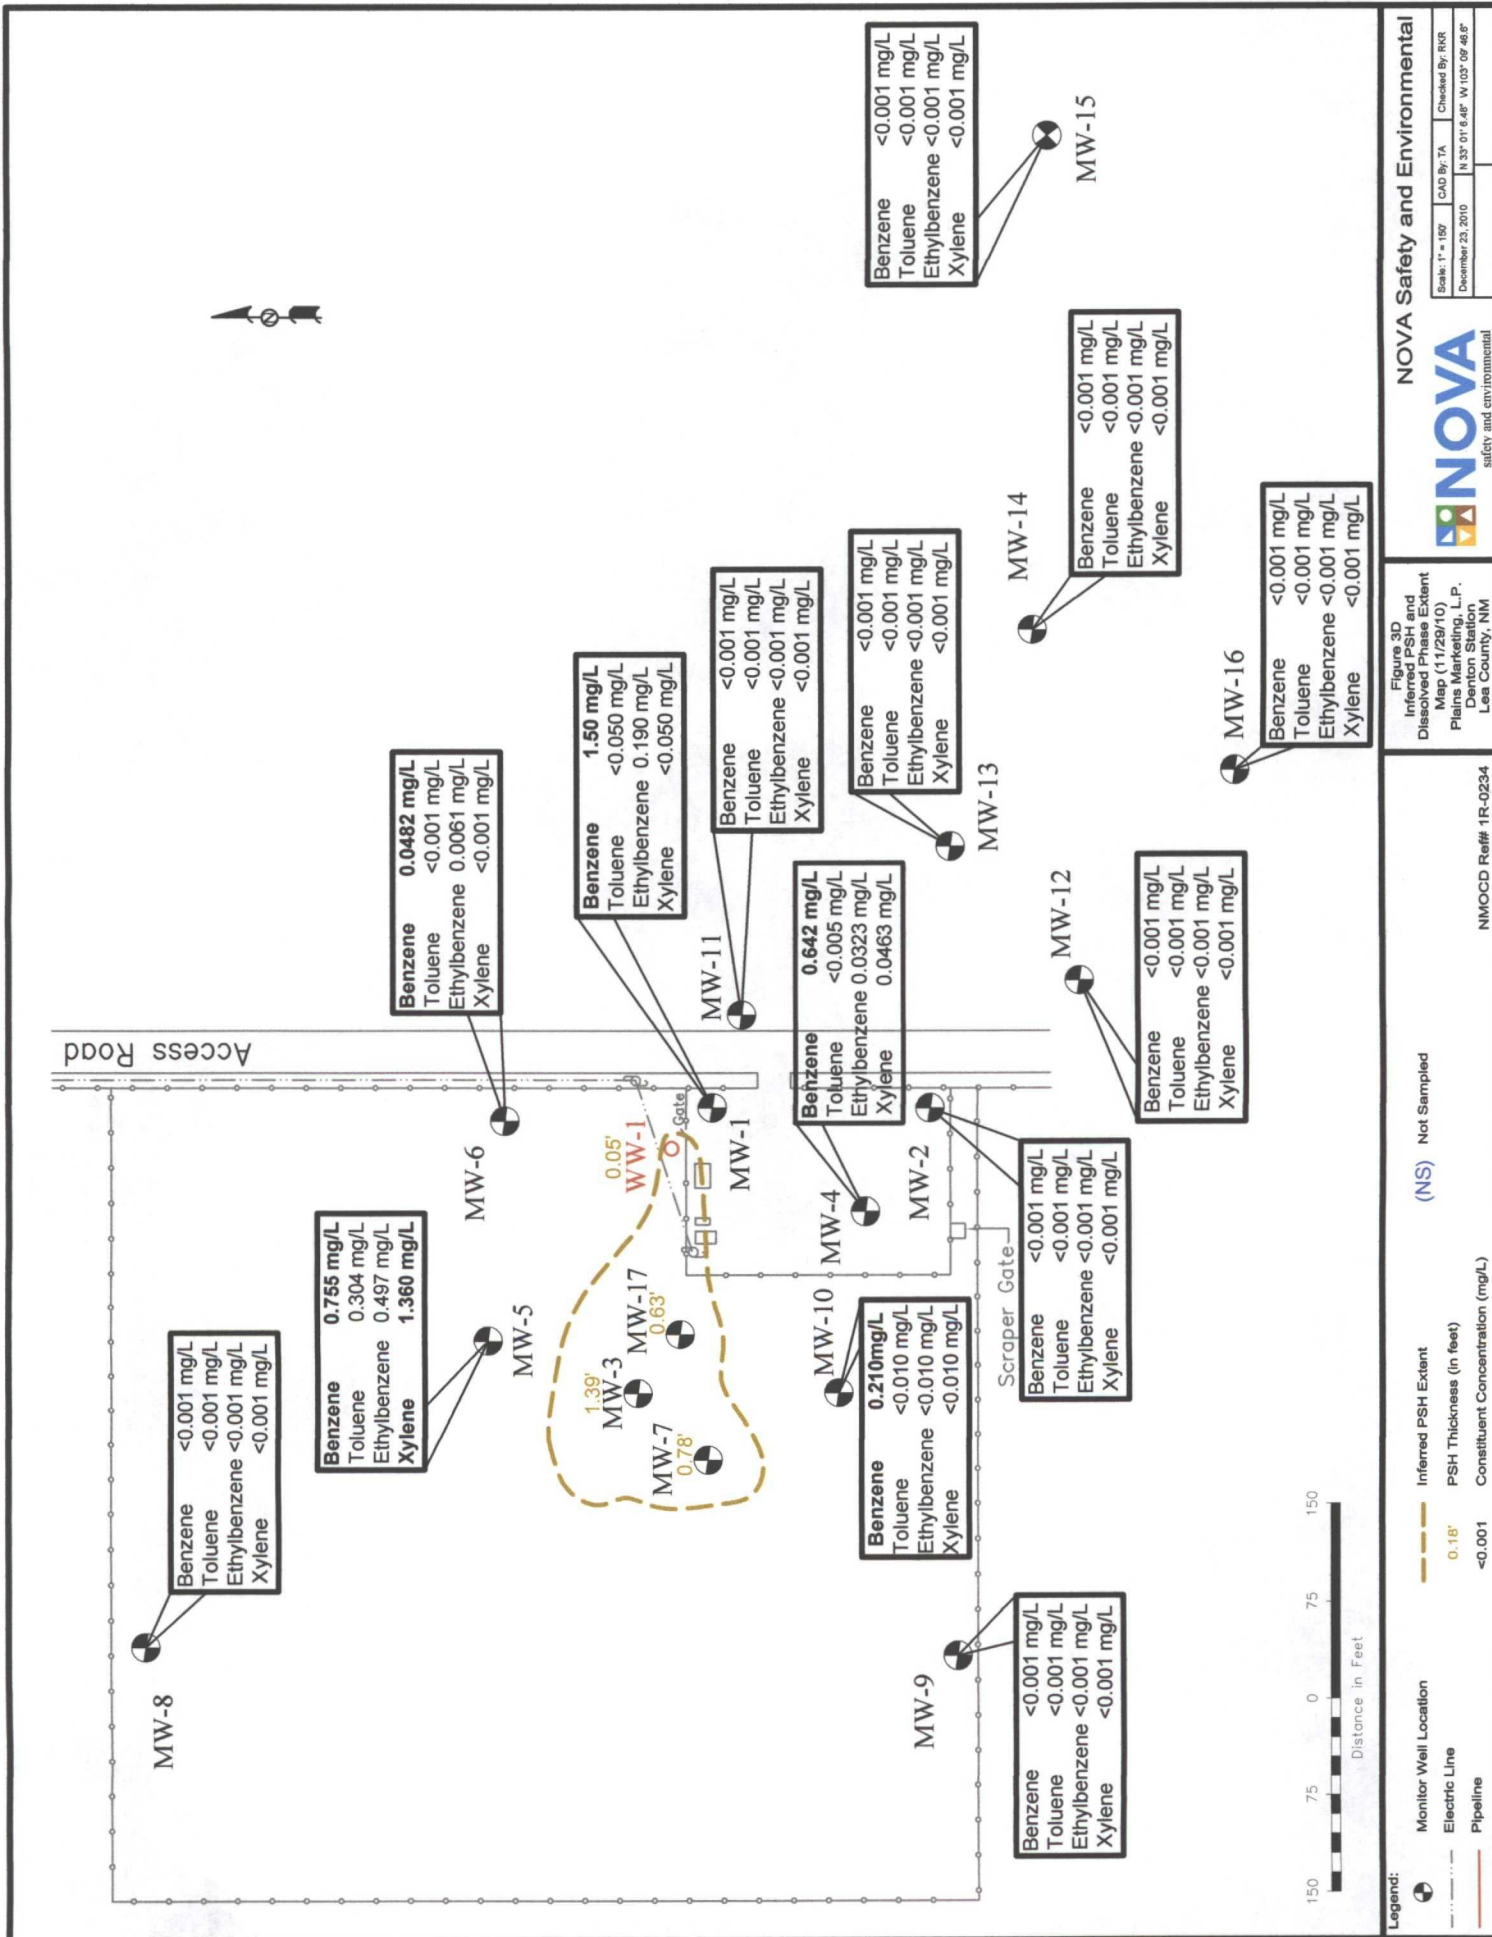 Access Road
MW-8
Benzene <0.001 mg/L
Toluene <0.001 mg/L
Ethylbenzene <0.001 mg/L
Xylene <0.001 mg/L
Benzene 0.755 mg/L
Toluene 0.304 mg/L
Ethylbenzene 0.497 mg/L
Xylene 1.360 mg/L
MW-5
Benzene 0.0482 mg/L
Toluene <0.001 mg/L
Ethylbenzene 0.0061 mg/L
Xylene <0.001 mg/L
MW-6
N
Benzene 1.50 mg/L
Toluene <0.050 mg/L
Ethylbenzene 0.190 mg/L
Xylene <0.050 mg/L
0.05'
WW-1
Gate
MW-1
1.39'
MW-3
MW-17
0.63'
MW-7
0.78'
MW-11
Benzene <0.001 mg/L
Toluene <0.001 mg/L
Ethylbenzene <0.001 mg/L
Xylene <0.001 mg/L
Benzene 0.642 mg/L
Toluene <0.005 mg/L
Ethylbenzene 0.0323 mg/L
Xylene 0.0463 mg/L
MW-4
MW-10
Benzene 0.210mg/L
Toluene <0.010 mg/L
Ethylbenzene <0.010 mg/L
Xylene <0.010 mg/L
Benzene <0.001 mg/L
Toluene <0.001 mg/L
Ethylbenzene <0.001 mg/L
Xylene <0.001 mg/L
MW-13
Benzene <0.001 mg/L
Toluene <0.001 mg/L
Ethylbenzene <0.001 mg/L
Xylene <0.001 mg/L
MW-15
MW-2
Scraper Gate
Benzene <0.001 mg/L
Toluene <0.001 mg/L
Ethylbenzene <0.001 mg/L
Xylene <0.001 mg/L
MW-9
Benzene <0.001 mg/L
Toluene <0.001 mg/L
Ethylbenzene <0.001 mg/L
Xylene <0.001 mg/L
MW-14
Benzene <0.001 mg/L
Toluene <0.001 mg/L
Ethylbenzene <0.001 mg/L
Xylene <0.001 mg/L
MW-12
Benzene <0.001 mg/L
Toluene <0.001 mg/L
Ethylbenzene <0.001 mg/L
Xylene <0.001 mg/L
MW-16
Benzene <0.001 mg/L
Toluene <0.001 mg/L
Ethylbenzene <0.001 mg/L
Xylene <0.001 mg/L
150 75 0 75 150
Distance in Feet
Legend:
Monitor Well Location
Electric Line
Pipeline
Inferred PSH Extent
0.18' PSH Thickness (in feet)
<0.001 Constituent Concentration (mg/L)
(NS) Not Sampled
NMOCD Ref# 1R-0234
Figure 3D
Inferred PSH and
Dissolved Phase Extent
Map (11/29/10)
Plains Marketing, L.P.
Denton Station
Lea County, NM
NOVA Safety and Environmental
NOVA
safety and environmental
Scale: 1" = 150' CAD By: TA Checked By: RKR
December 23, 2010 N 33° 01' 6.48" W 103° 09' 46.6"